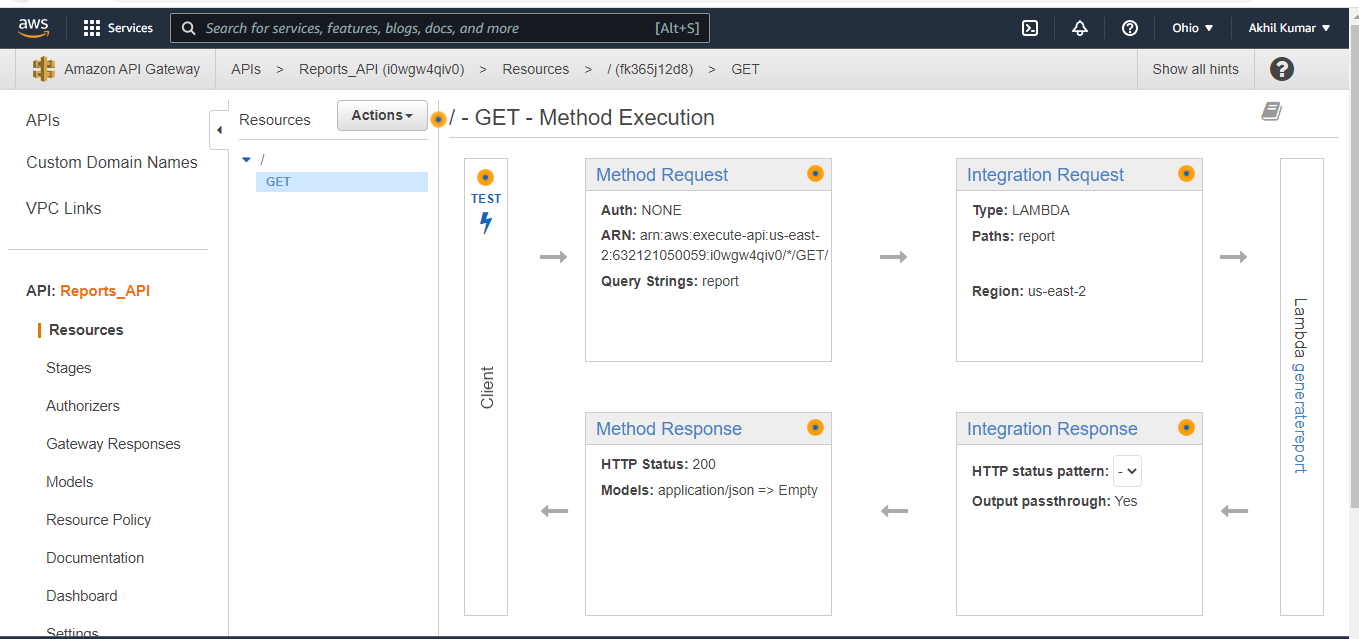 aws
Services
Search for services, features, blogs, docs, and more
[Alt+S]
Ohio ▼
Akhil Kumar ▼
Amazon API Gateway
APIs > Reports_API (i0wgw4qiv0) > Resources > / (fk365j12d8) > GET
Show all hints
?
APIs
Custom Domain Names
VPC Links
API: Reports_API
Resources
Stages
Authorizers
Gateway Responses
Models
Resource Policy
Documentation
Dashboard
Settings
Resources
Actions
/
GET
/ - GET - Method Execution
TEST
Client
Method Request
Auth: NONE
ARN: arn:aws:execute-api:us-east-
2:632121050059:i0wgw4qiv0/*/GET/
Query Strings: report
Integration Request
Type: LAMBDA
Paths: report
Region: us-east-2
Lambda generatereport
Method Response
HTTP Status: 200
Models: application/json => Empty
Integration Response
HTTP status pattern: -
Output passthrough: Yes